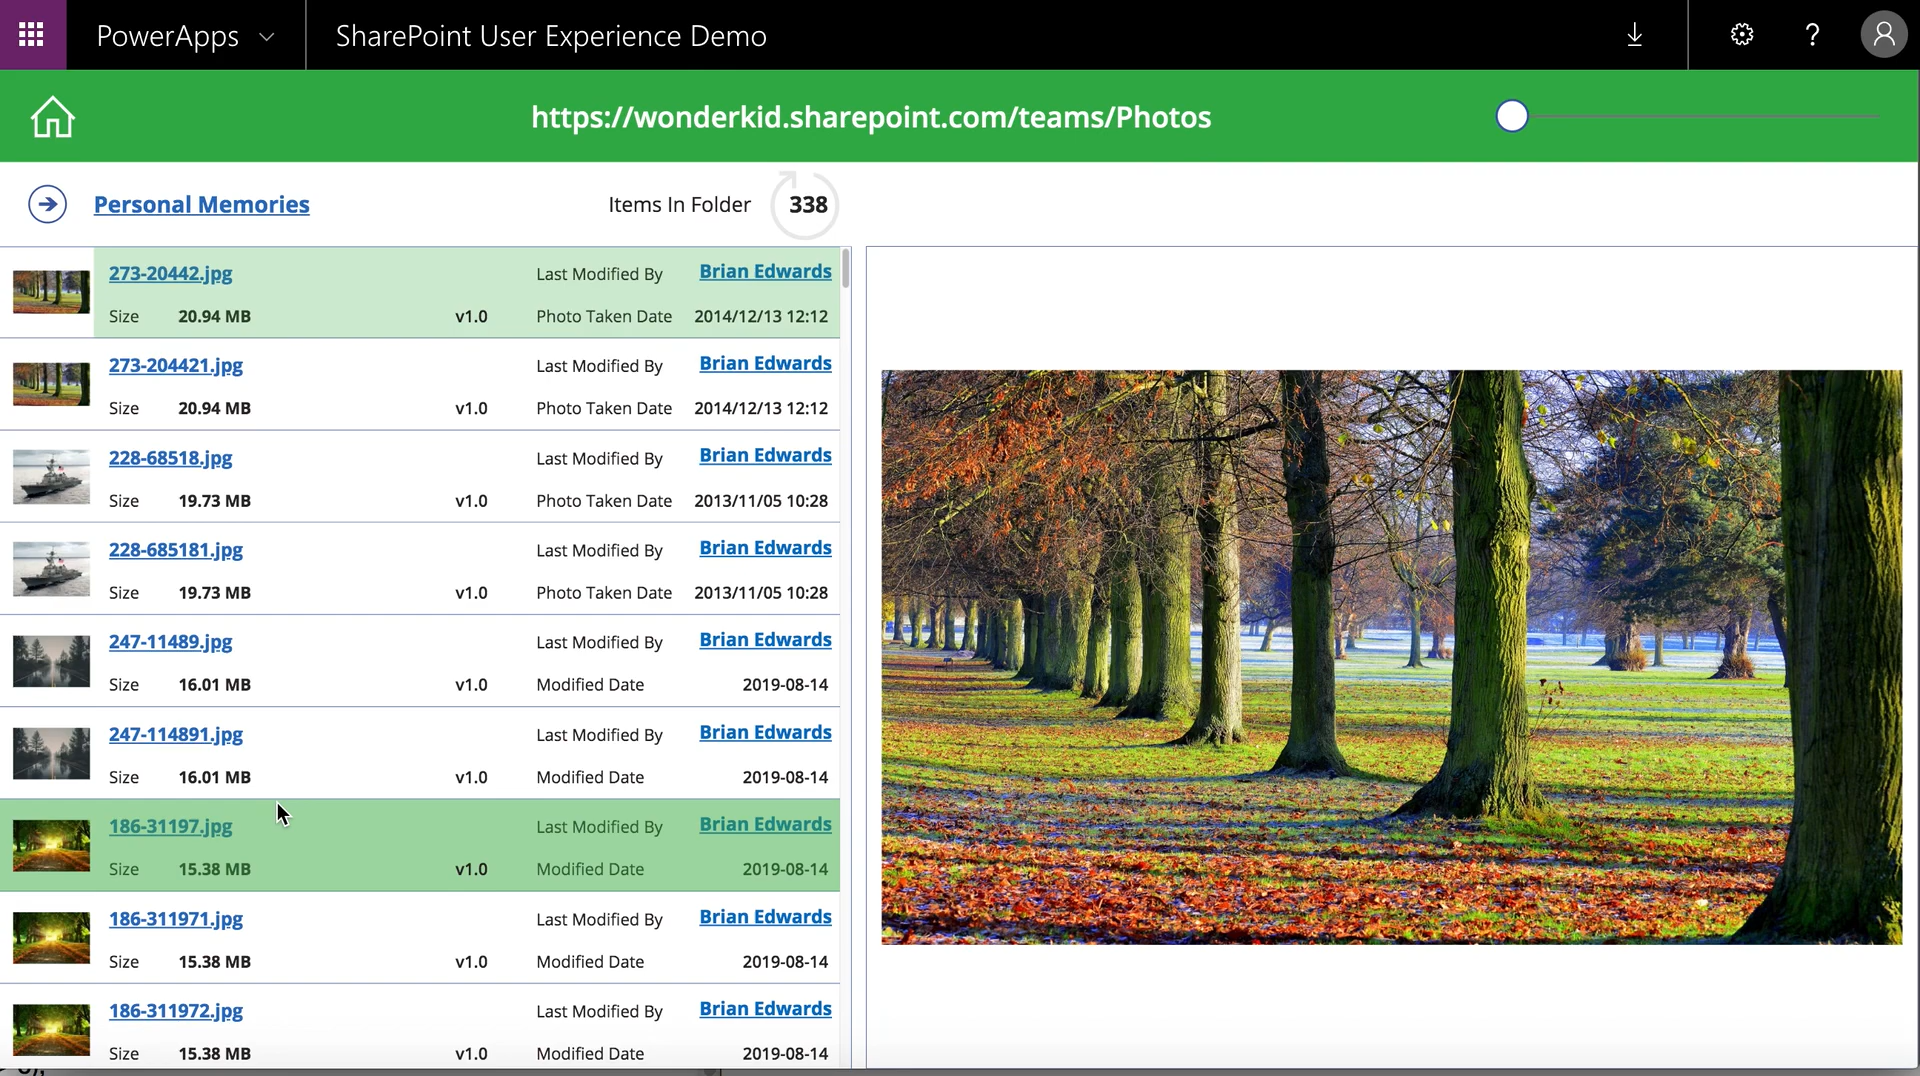 PowerApps SharePoint User Experience Demo ?
https://wonderkid.sharepoint.com/teams/Photos
Personal Memories Items In Folder 338
273-20442.jpg Last Modified By Brian Edwards
Size 20.94 MB v1.0 Photo Taken Date 2014/12/13 12:12
273-204421.jpg Last Modified By Brian Edwards
Size 20.94 MB v1.0 Photo Taken Date 2014/12/13 12:12
228-68518.jpg Last Modified By Brian Edwards
Size 19.73 MB v1.0 Photo Taken Date 2013/11/05 10:28
228-685181.jpg Last Modified By Brian Edwards
Size 19.73 MB v1.0 Photo Taken Date 2013/11/05 10:28
247-11489.jpg Last Modified By Brian Edwards
Size 16.01 MB v1.0 Modified Date 2019-08-14
247-114891.jpg Last Modified By Brian Edwards
Size 16.01 MB v1.0 Modified Date 2019-08-14
186-31197.jpg Last Modified By Brian Edwards
Size 15.38 MB v1.0 Modified Date 2019-08-14
186-311971.jpg Last Modified By Brian Edwards
Size 15.38 MB v1.0 Modified Date 2019-08-14
186-311972.jpg Last Modified By Brian Edwards
Size 15.38 MB v1.0 Modified Date 2019-08-14